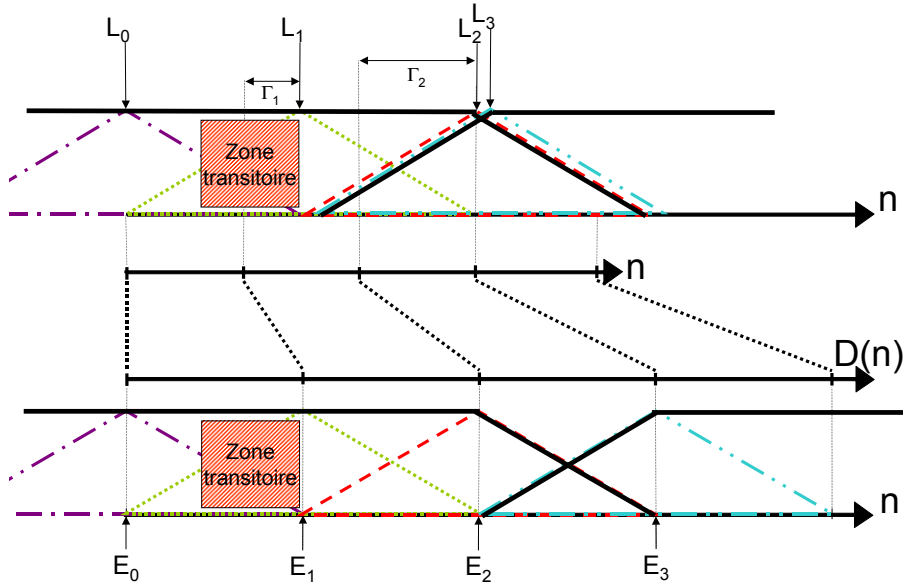 L₀
L₁
L₂
L₃
Γ₁
Γ₂
Zone
transitoire
n
n
D(n)
Zone
transitoire
n
E₀
E₁
E₂
E₃